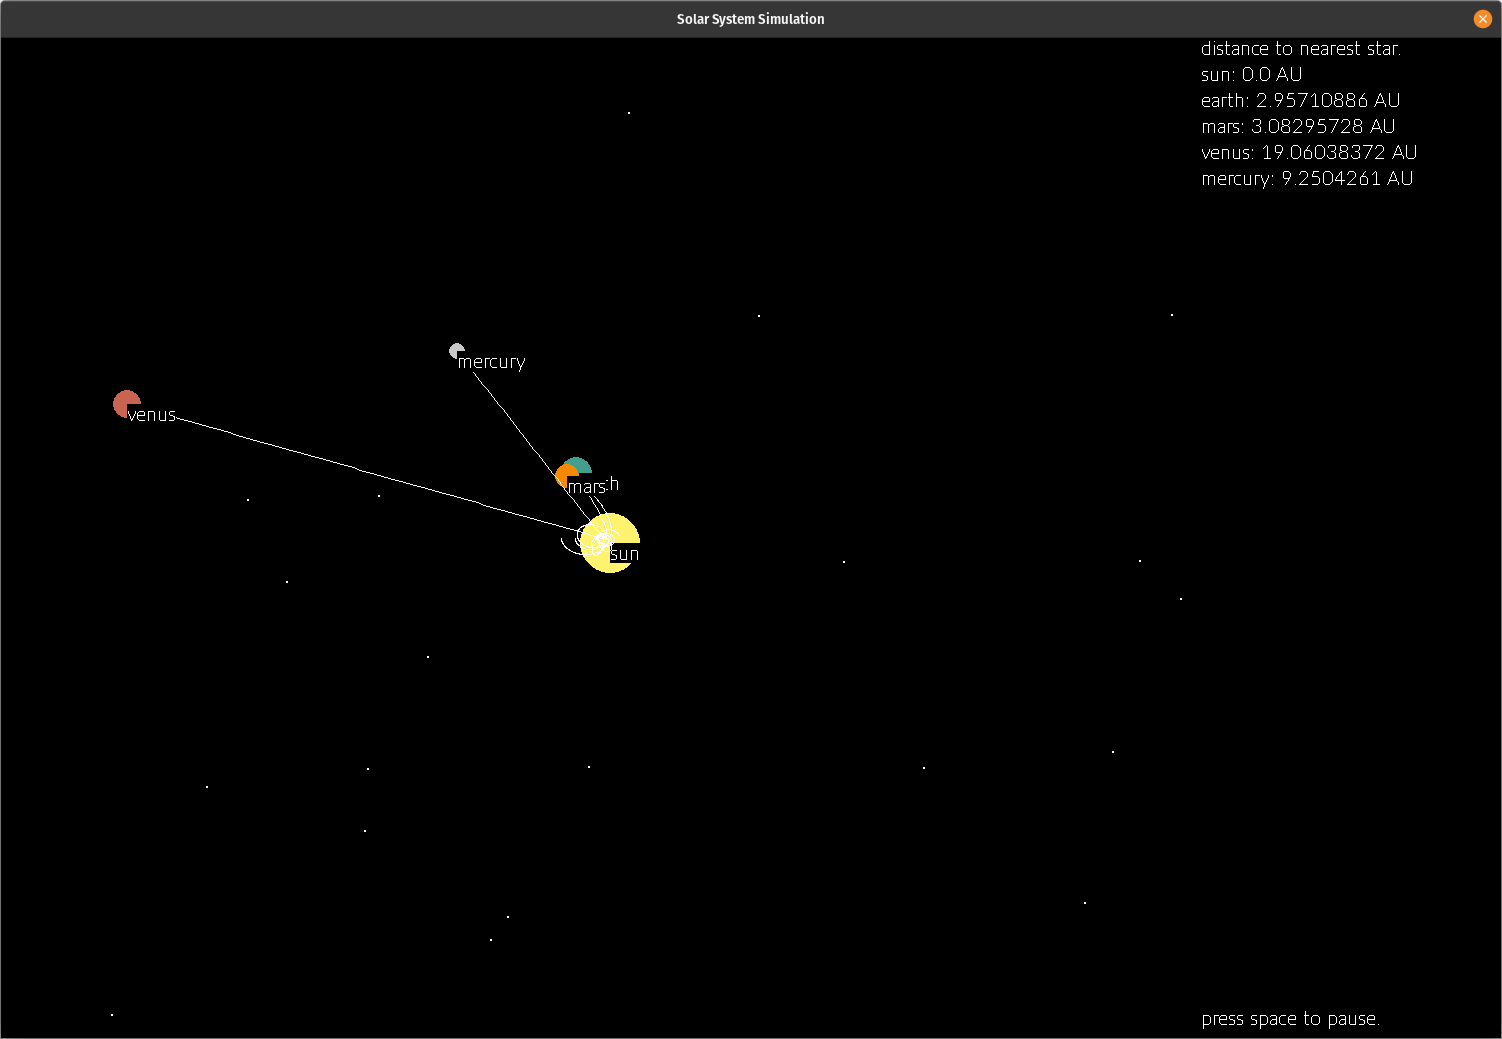 Solar System Simulation
distance to nearest star.
sun: 0.0 AU
earth: 2.95710886 AU
mars: 3.08295728 AU
venus: 19.06038372 AU
mercury: 9.2504261 AU
mercury
venus
mars
sun
press space to pause.